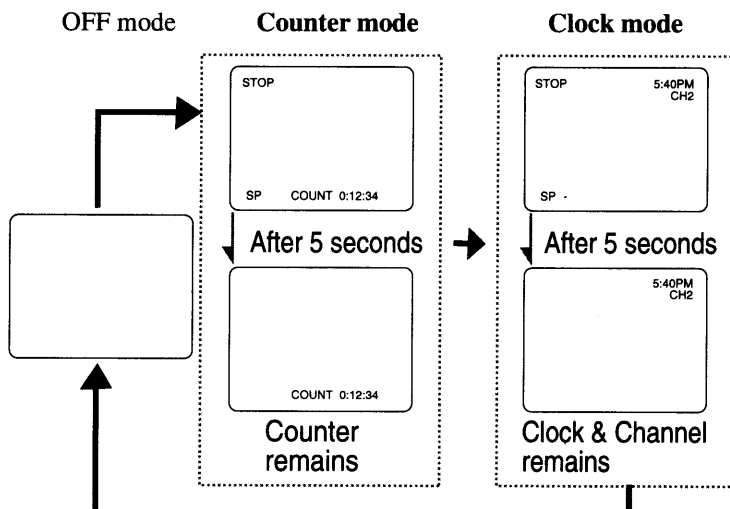 OFF mode
Counter mode
Clock mode
STOP
SP COUNT 0:12:34
After 5 seconds
COUNT 0:12:34
Counter
remains
STOP 5:40PM
CH2
SP
After 5 seconds
5:40PM
CH2
Clock & Channel
remains